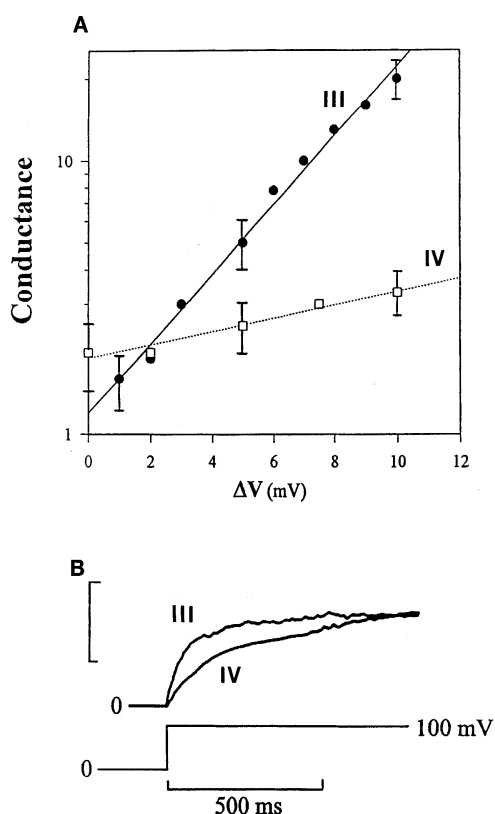 A
Conductance
10
1
III
IV
0 2 4 6 8 10 12
ΔV (mV)
B
III
IV
0
100 mV
0
500 ms